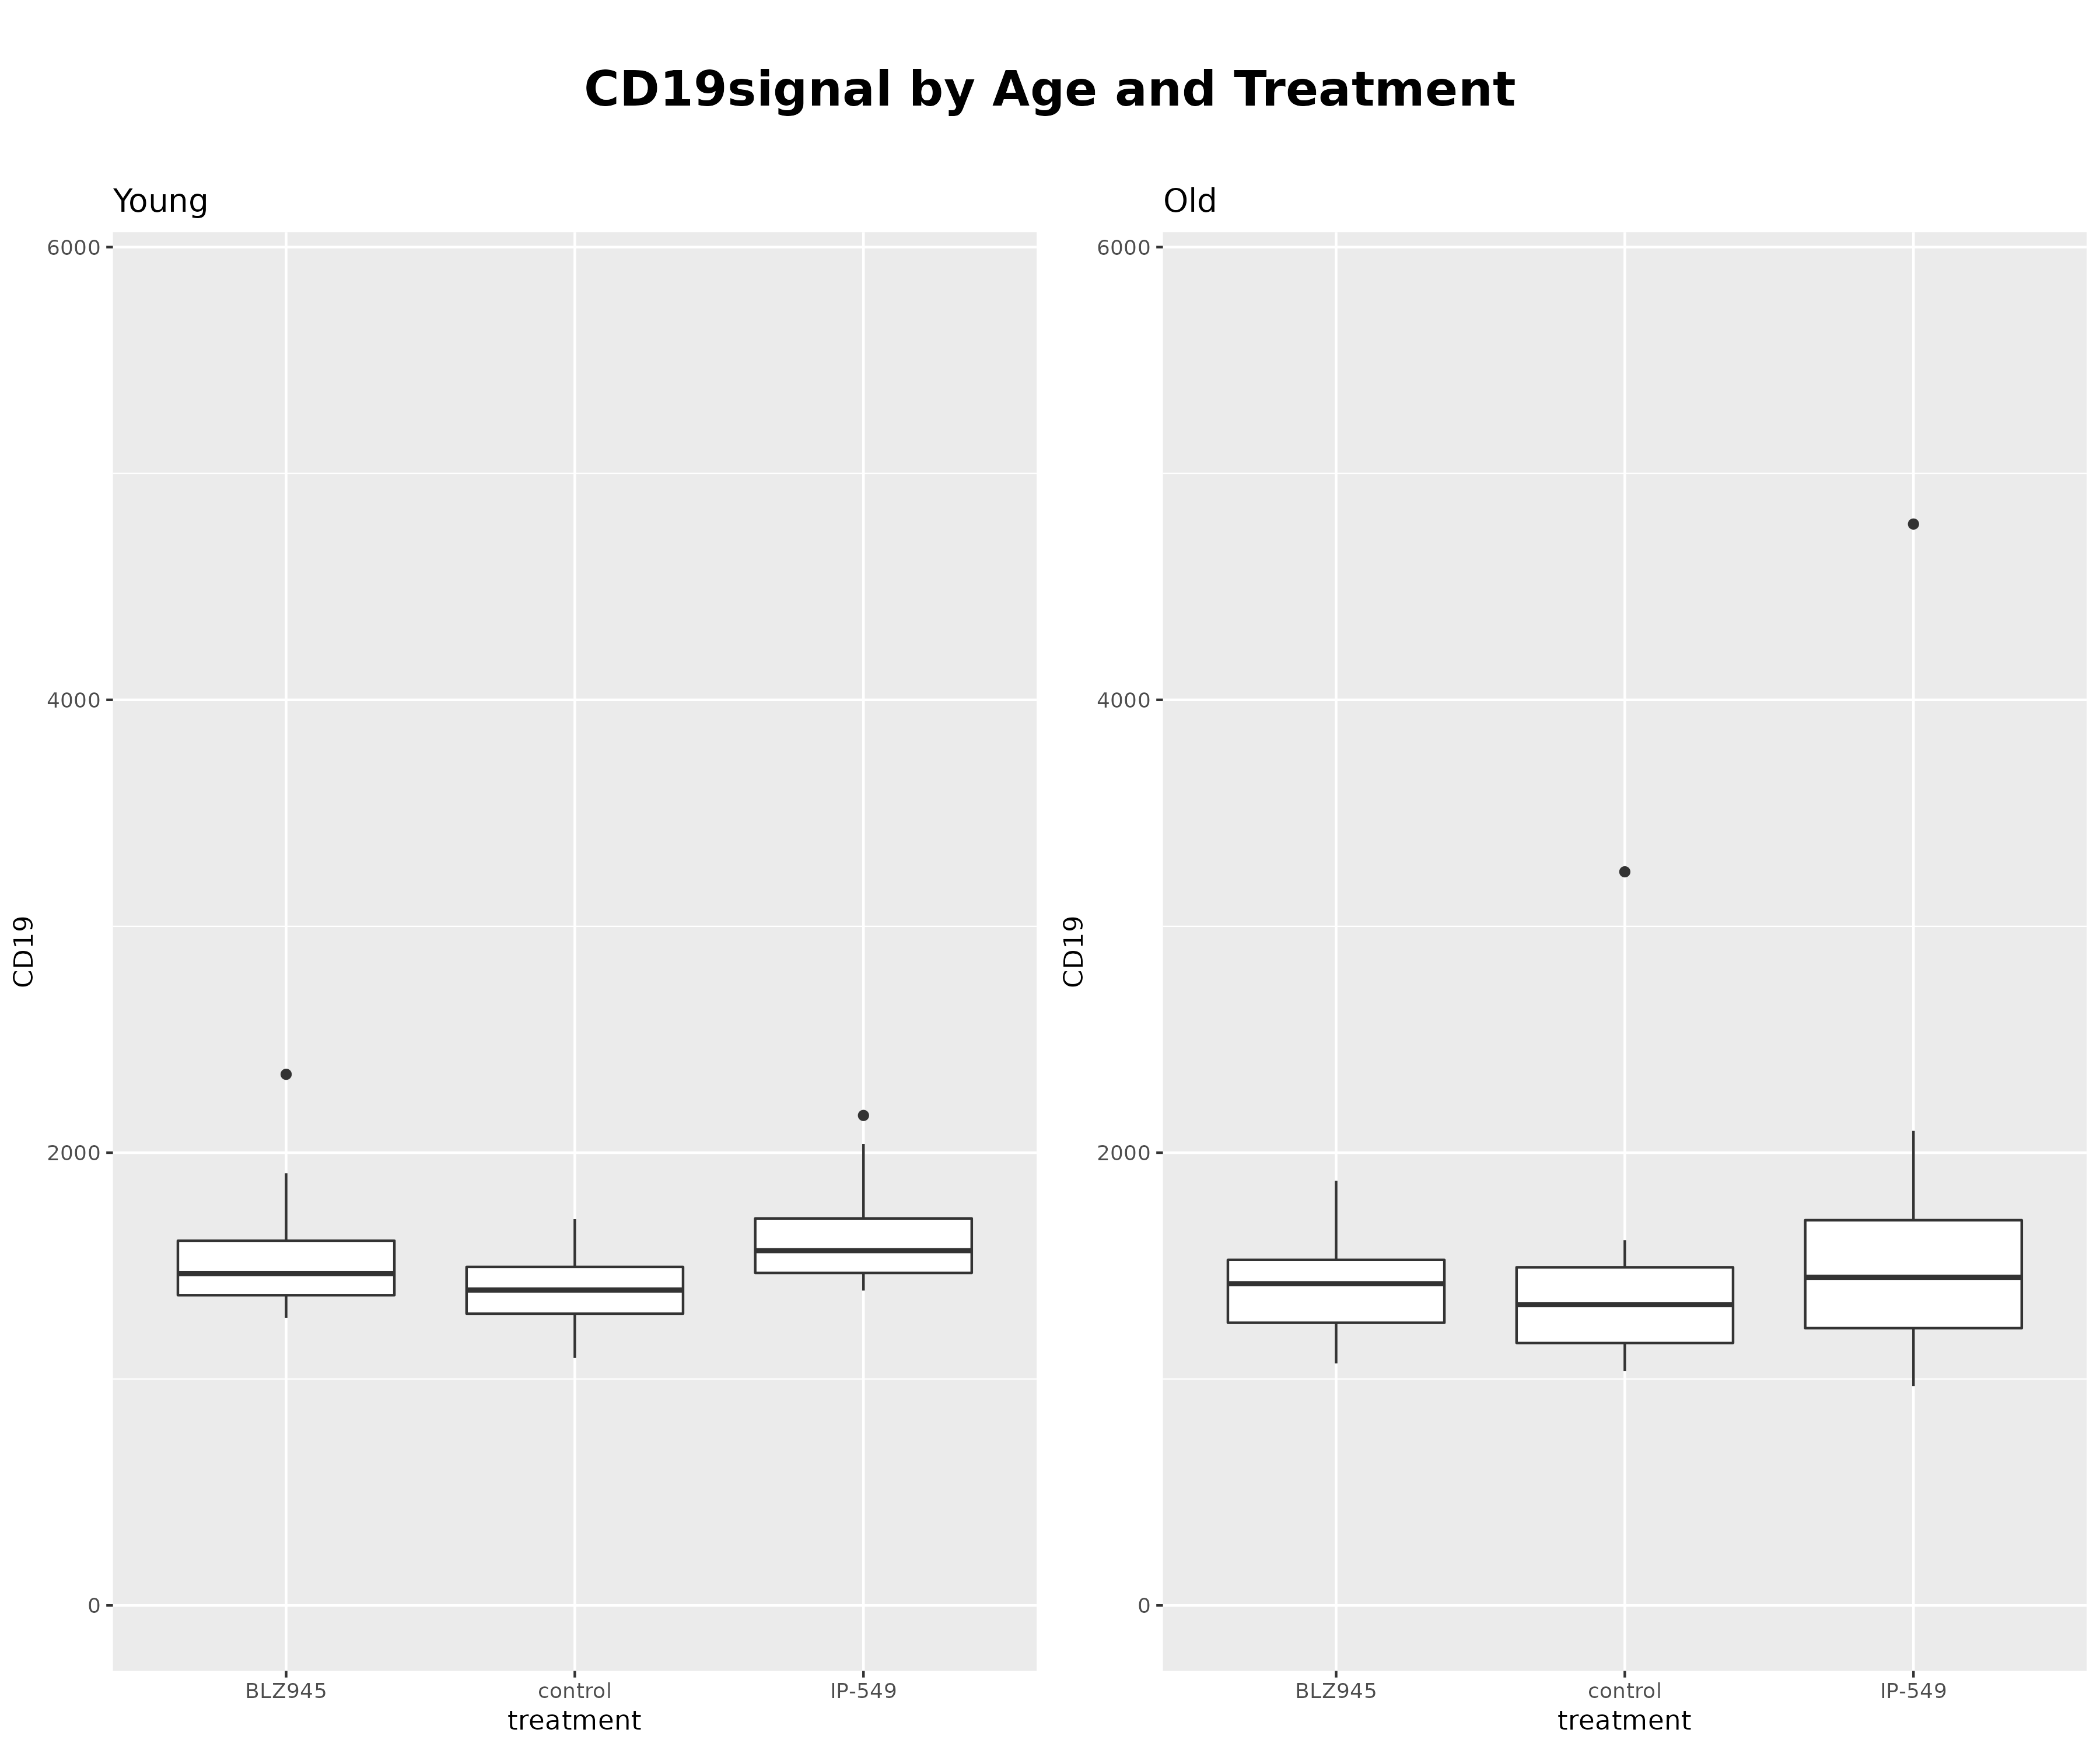 CD19signal by Age and Treatment
Young
6000
4000
2000
0
CD19
BLZ945 control IP-549
treatment
Old
6000
4000
2000
0
CD19
BLZ945 control IP-549
treatment